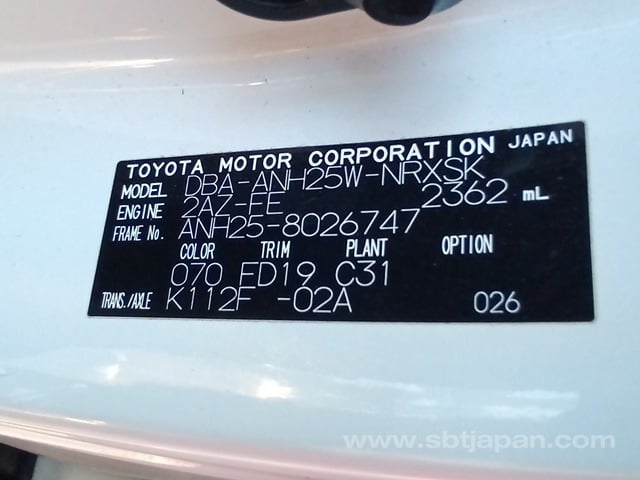 TOYOTA MOTOR CORPORATION JAPAN
MODEL DBA-ANH25W-NRXSK
ENGINE 2AZ-FE 2362 mL
FRAME No. ANH25-8026747
COLOR TRIM PLANT OPTION
070 FD19 C31
TRANS./AXLE K112F -02A 026
www.sbtjapan.com